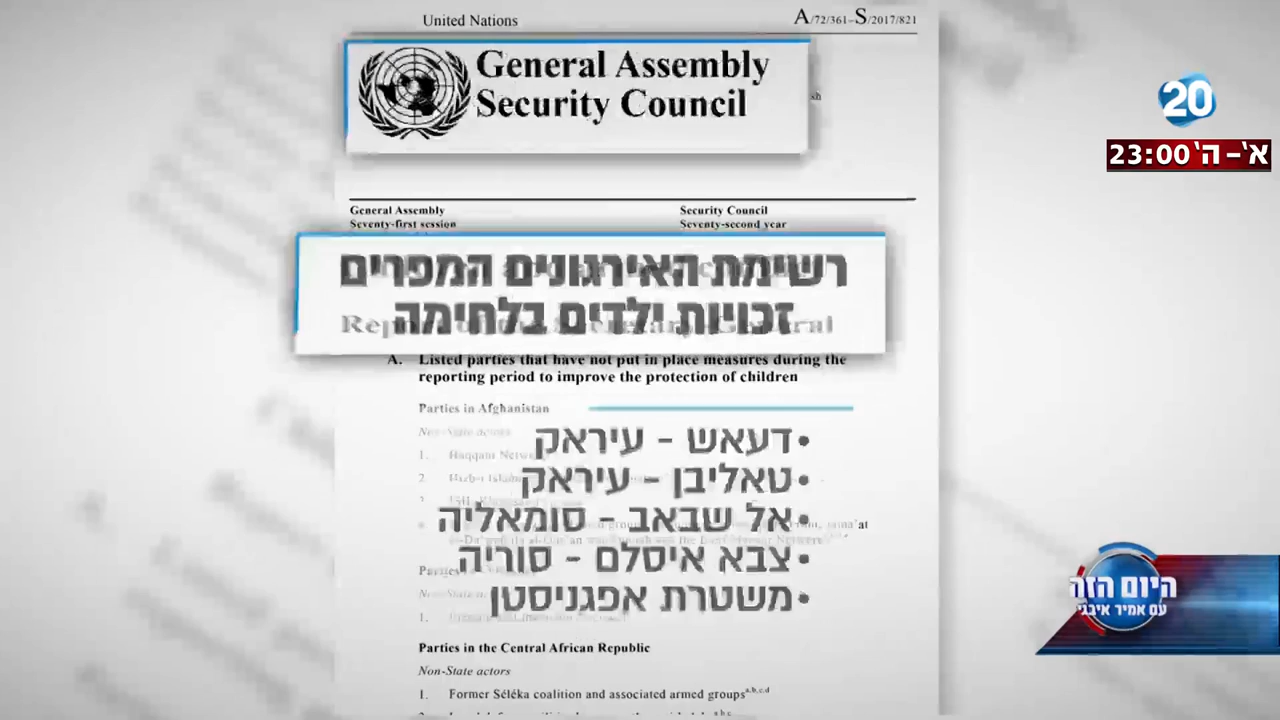 United Nations
A/72/361–S/2017/821
General Assembly
Security Council
20
א'-ה' 23:00
General Assembly
Seventy-first session
Security Council
Seventy-second year
רשימת האירגונים המפרים
זכויות ילדים בלחימה
A. Listed parties that have not put in place measures during the
reporting period to improve the protection of children
Parties in Afghanistan
Non-State actors
•דעאש - עיראק
•טאליבן - עיראק
•אל שבאב - סומאליה
•צבא איסלם - סוריה
•משטרת אפגניסטן
היום הזה
עם אמיר איבגי
Parties in the Central African Republic
Non-State actors
1. Former Séléka coalition and associated armed groupsa,b,c,d